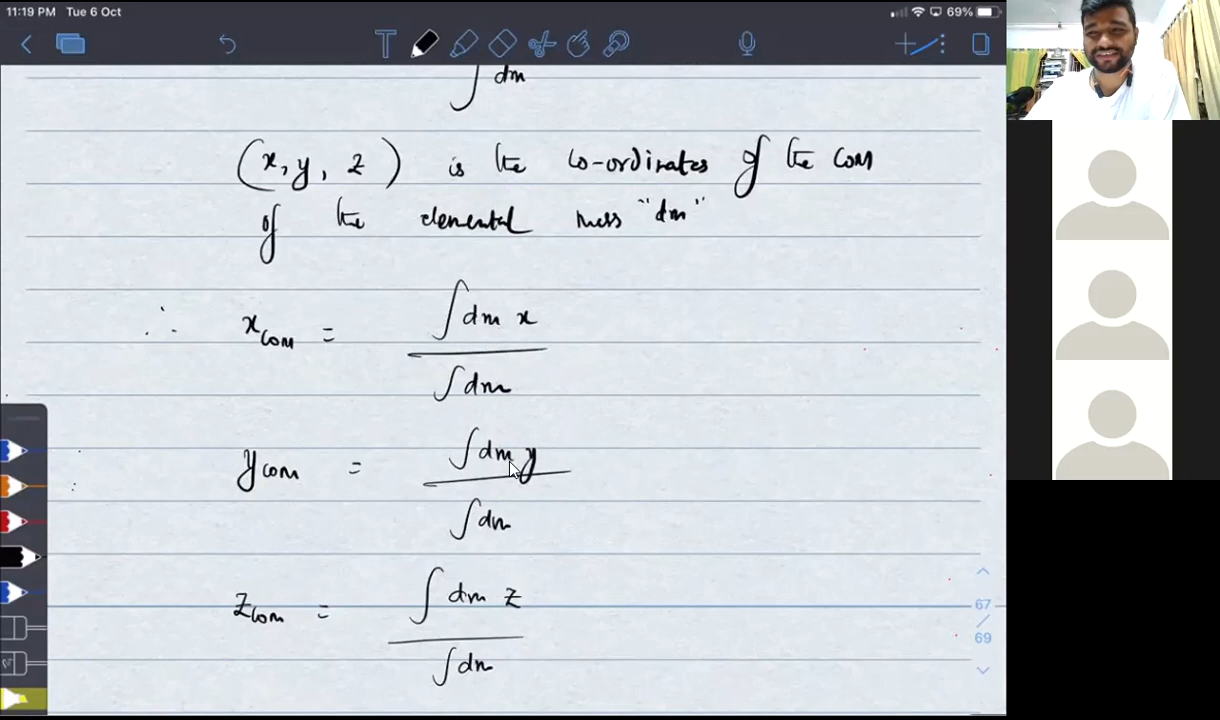 11:19 PM Tue 6 Oct 69%
T
∫ dm
(x, y, z) is the co-ordinates of the COM
of the elemental mass "dm"
∴ x_COM = ∫ dm x / ∫ dm
y_COM = ∫ dm y / ∫ dm
z_COM = ∫ dm z / ∫ dm
67
/
69